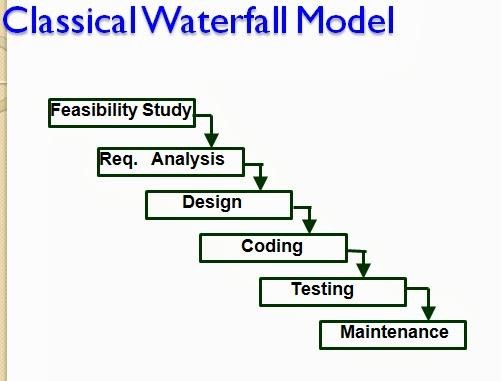 Classical Waterfall Model
Feasibility Study
Req. Analysis
Design
Coding
Testing
Maintenance